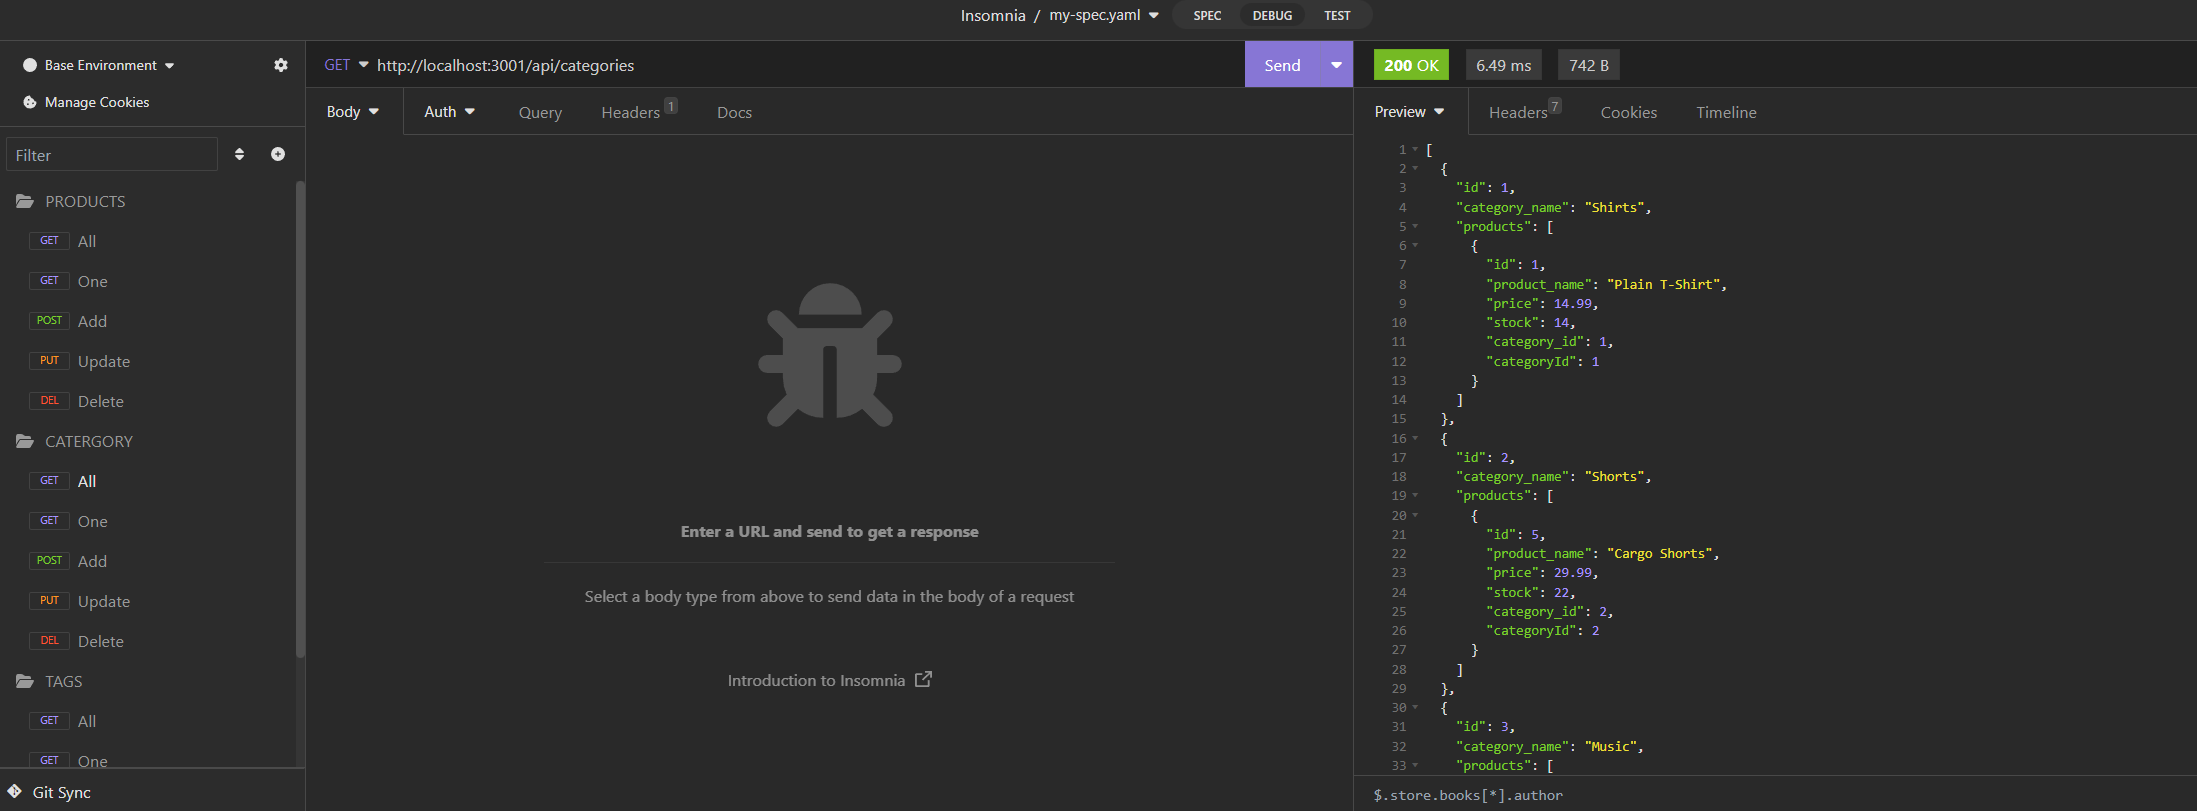 Insomnia / my-spec.yaml SPEC DEBUG TEST
Base Environment
Manage Cookies
Filter
PRODUCTS
GET All
GET One
POST Add
PUT Update
DEL Delete
CATERGORY
GET All
GET One
POST Add
PUT Update
DEL Delete
TAGS
GET All
GET One
Git Sync
GET http://localhost:3001/api/categories Send
Body Auth Query Headers 1 Docs
Enter a URL and send to get a response
Select a body type from above to send data in the body of a request
Introduction to Insomnia
200 OK 6.49 ms 742 B
Preview Headers 7 Cookies Timeline
1 [
2 {
3 "id": 1,
4 "category_name": "Shirts",
5 "products": [
6 {
7 "id": 1,
8 "product_name": "Plain T-Shirt",
9 "price": 14.99,
10 "stock": 14,
11 "category_id": 1,
12 "categoryId": 1
13 }
14 ]
15 },
16 {
17 "id": 2,
18 "category_name": "Shorts",
19 "products": [
20 {
21 "id": 5,
22 "product_name": "Cargo Shorts",
23 "price": 29.99,
24 "stock": 22,
25 "category_id": 2,
26 "categoryId": 2
27 }
28 ]
29 },
30 {
31 "id": 3,
32 "category_name": "Music",
33 "products": [
$.store.books[*].author